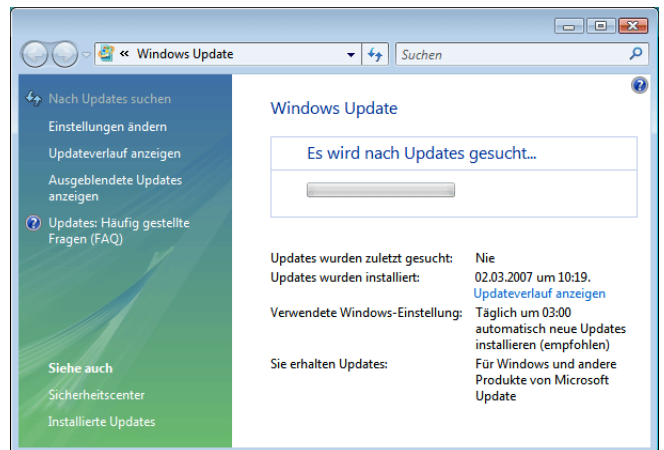 « Windows Update
Suchen
Nach Updates suchen
Einstellungen ändern
Updateverlauf anzeigen
Ausgeblendete Updates
anzeigen
Updates: Häufig gestellte
Fragen (FAQ)
Siehe auch
Sicherheitscenter
Installierte Updates
Windows Update
Es wird nach Updates gesucht...
Updates wurden zuletzt gesucht: Nie
Updates wurden installiert: 02.03.2007 um 10:19.
Updateverlauf anzeigen
Verwendete Windows-Einstellung: Täglich um 03:00
automatisch neue Updates
installieren (empfohlen)
Sie erhalten Updates: Für Windows und andere
Produkte von Microsoft
Update